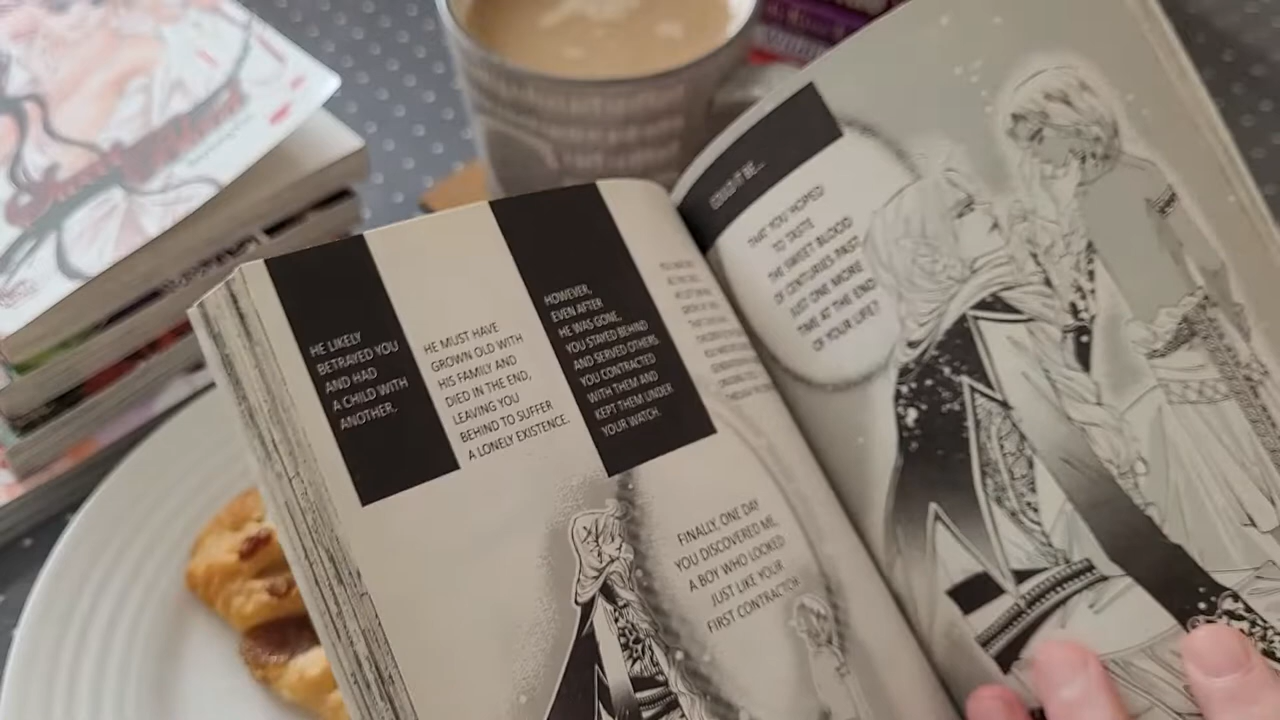 HE LIKELY
BETRAYED YOU
AND HAD
A CHILD WITH
ANOTHER.
HE MUST HAVE
GROWN OLD WITH
HIS FAMILY AND
DIED IN THE END,
LEAVING YOU
BEHIND TO SUFFER
A LONELY EXISTENCE.
HOWEVER,
EVEN AFTER
HE WAS GONE,
YOU STAYED BEHIND
AND SERVED OTHERS.
YOU CONTRACTED
WITH THEM AND
KEPT THEM UNDER
YOUR WATCH.
FINALLY, ONE DAY
YOU DISCOVERED ME,
A BOY WHO LOOKED
JUST LIKE YOUR
FIRST CONTRACTOR.
COULD IT BE...
THAT YOU HOPED
TO TASTE
THE SWEET BLOOD
OF CENTURIES PAST
JUST ONE MORE
TIME AT THE END
OF YOUR LIFE?